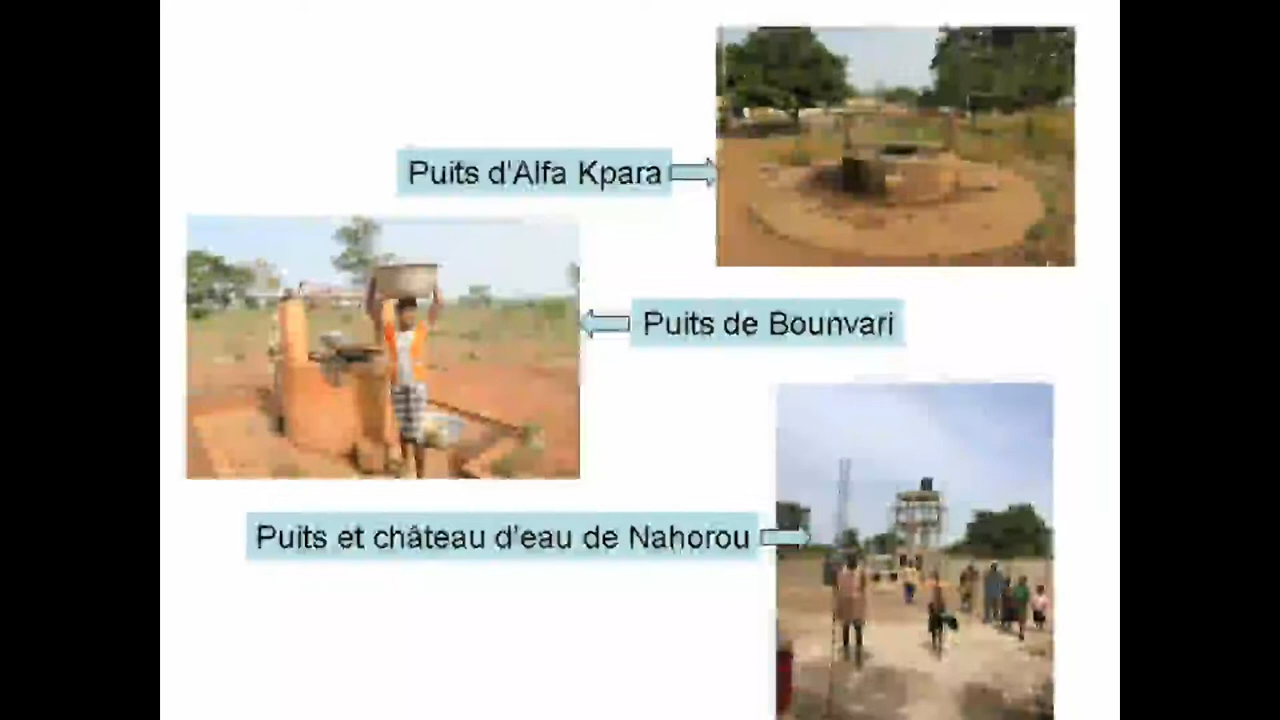 Puits d'Alfa Kpara
Puits de Bounvari
Puits et château d'eau de Nahorou